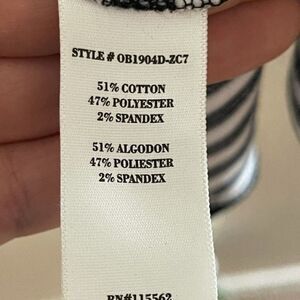 STYLE # OB1904D-ZC7
51% COTTON
47% POLYESTER
2% SPANDEX
51% ALGODON
47% POLIESTER
2% SPANDEX
RN#115562